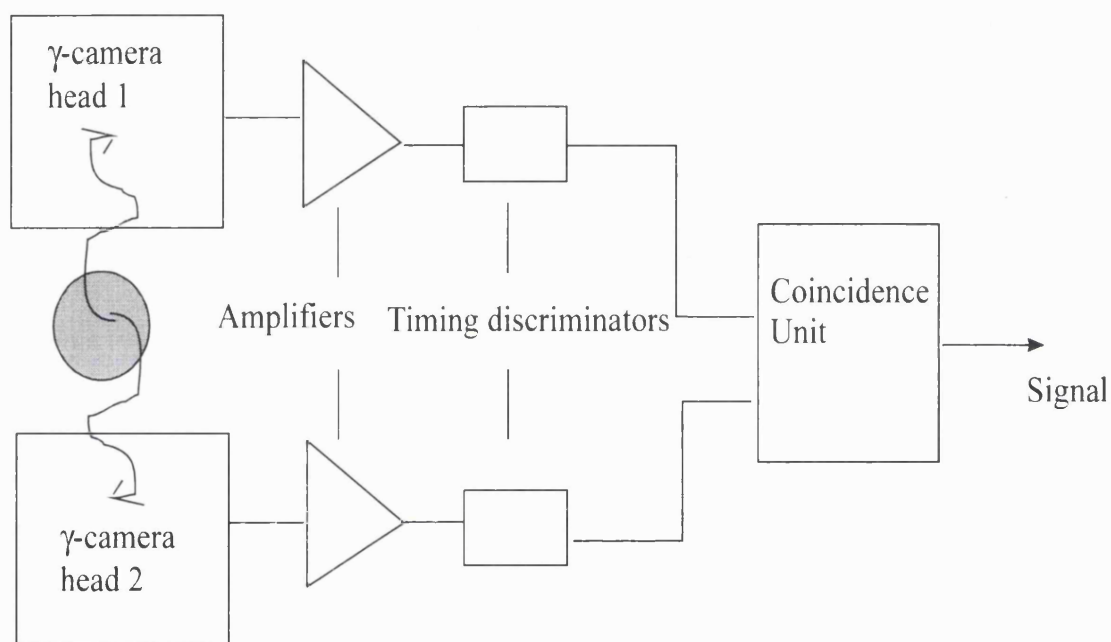 γ-camera
head 1
Amplifiers
Timing discriminators
Coincidence
Unit
Signal
γ-camera
head 2